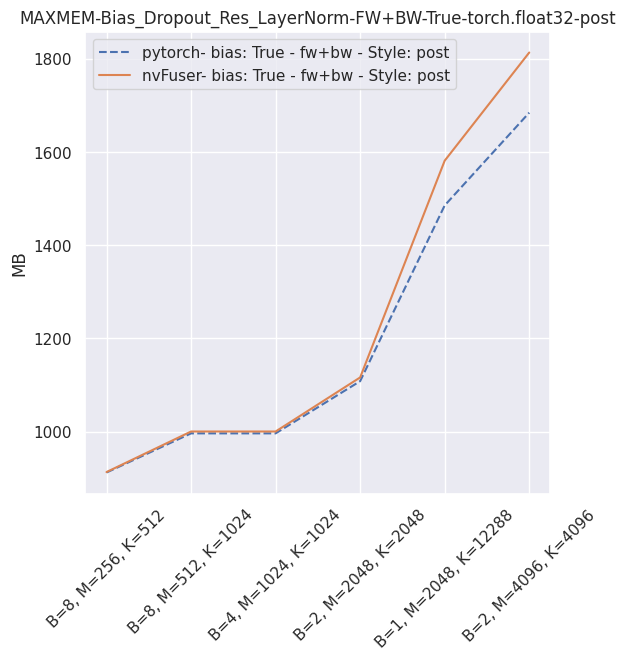 MAXMEM-Bias_Dropout_Res_LayerNorm-FW+BW-True-torch.float32-post
pytorch- bias: True - fw+bw - Style: post
nvFuser- bias: True - fw+bw - Style: post
1800
1600
1400
1200
1000
MB
B=8, M=256, K=512
B=8, M=512, K=1024
B=4, M=1024, K=1024
B=2, M=2048, K=2048
B=1, M=2048, K=12288
B=2, M=4096, K=4096